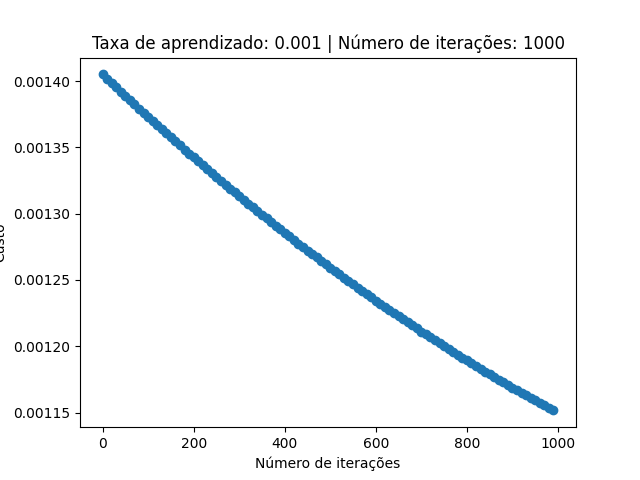 Taxa de aprendizado: 0.001 | Número de iterações: 1000
0.00140
0.00135
0.00130
0.00125
0.00120
0.00115
Custo
0 200 400 600 800 1000
Número de iterações